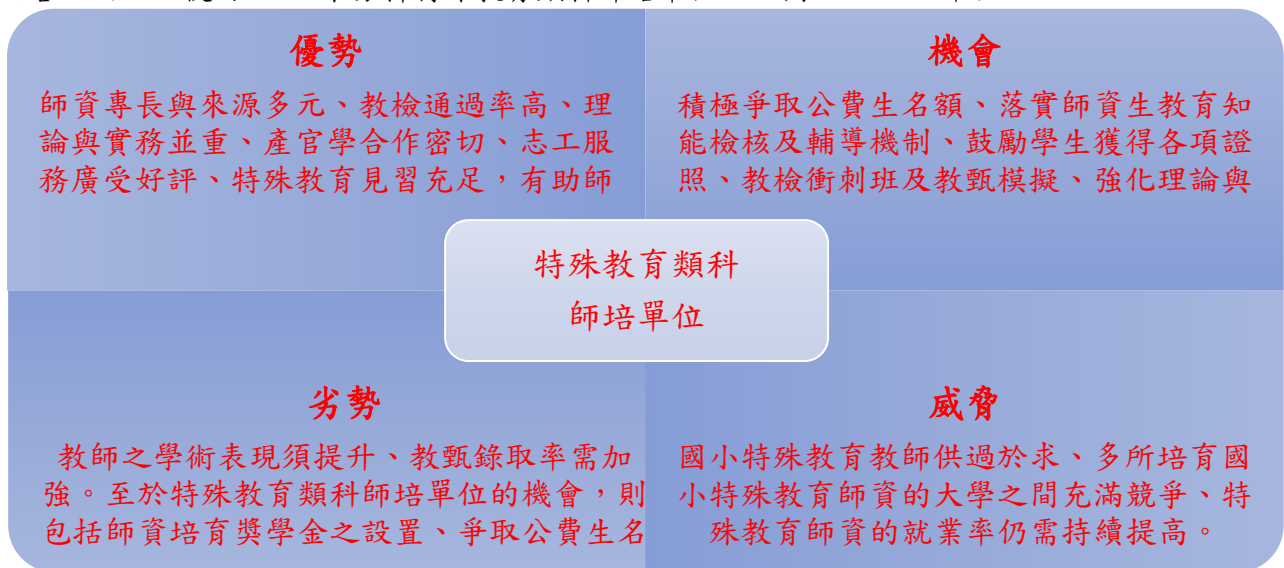 優勢
師資專長與來源多元、教檢通過率高、理
論與實務並重、產官學合作密切、志工服
務廣受好評、特殊教育見習充足，有助師
機會
積極爭取公費生名額、落實師資生教育知
能檢核及輔導機制、鼓勵學生獲得各項證
照、教檢衝刺班及教甄模擬、強化理論與
特殊教育類科
師培單位
劣勢
教師之學術表現須提升、教甄錄取率需加
強。至於特殊教育類科師培單位的機會，則
包括師資培育獎學金之設置、爭取公費生名
威脅
國小特殊教育教師供過於求、多所培育國
小特殊教育師資的大學之間充滿競爭、特
殊教育師資的就業率仍需持續提高。